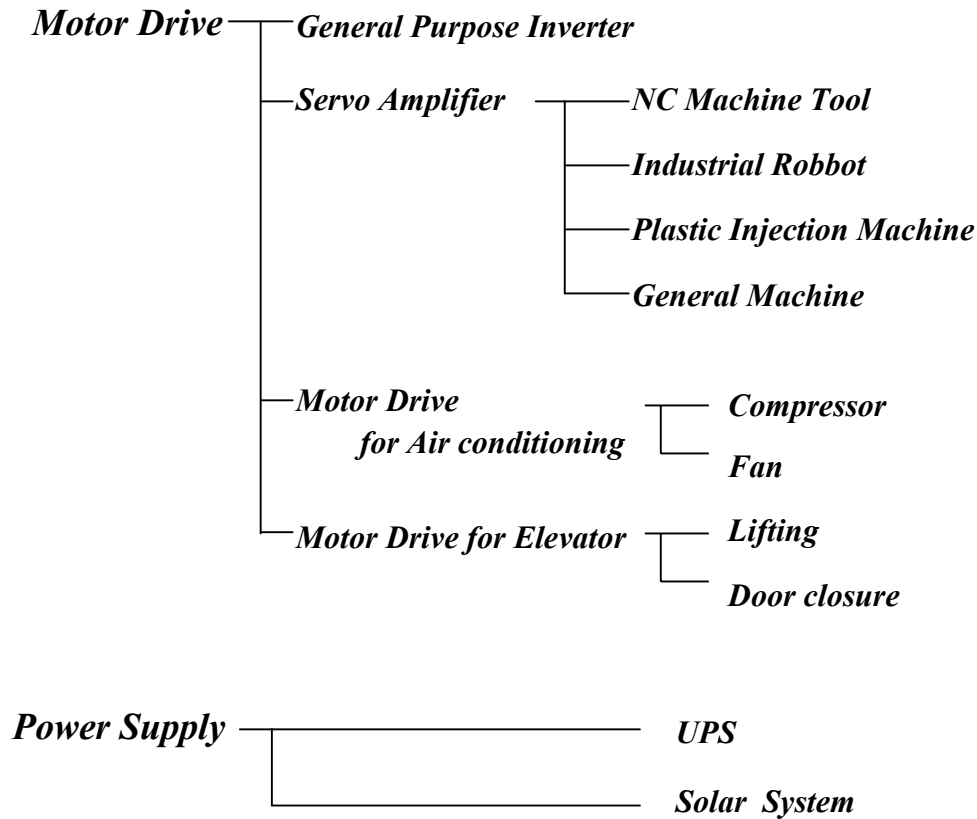 Motor Drive
General Purpose Inverter
Servo Amplifier
NC Machine Tool
Industrial Robbot
Plastic Injection Machine
General Machine
Motor Drive
for Air conditioning
Compressor
Fan
Motor Drive for Elevator
Lifting
Door closure
Power Supply
UPS
Solar System